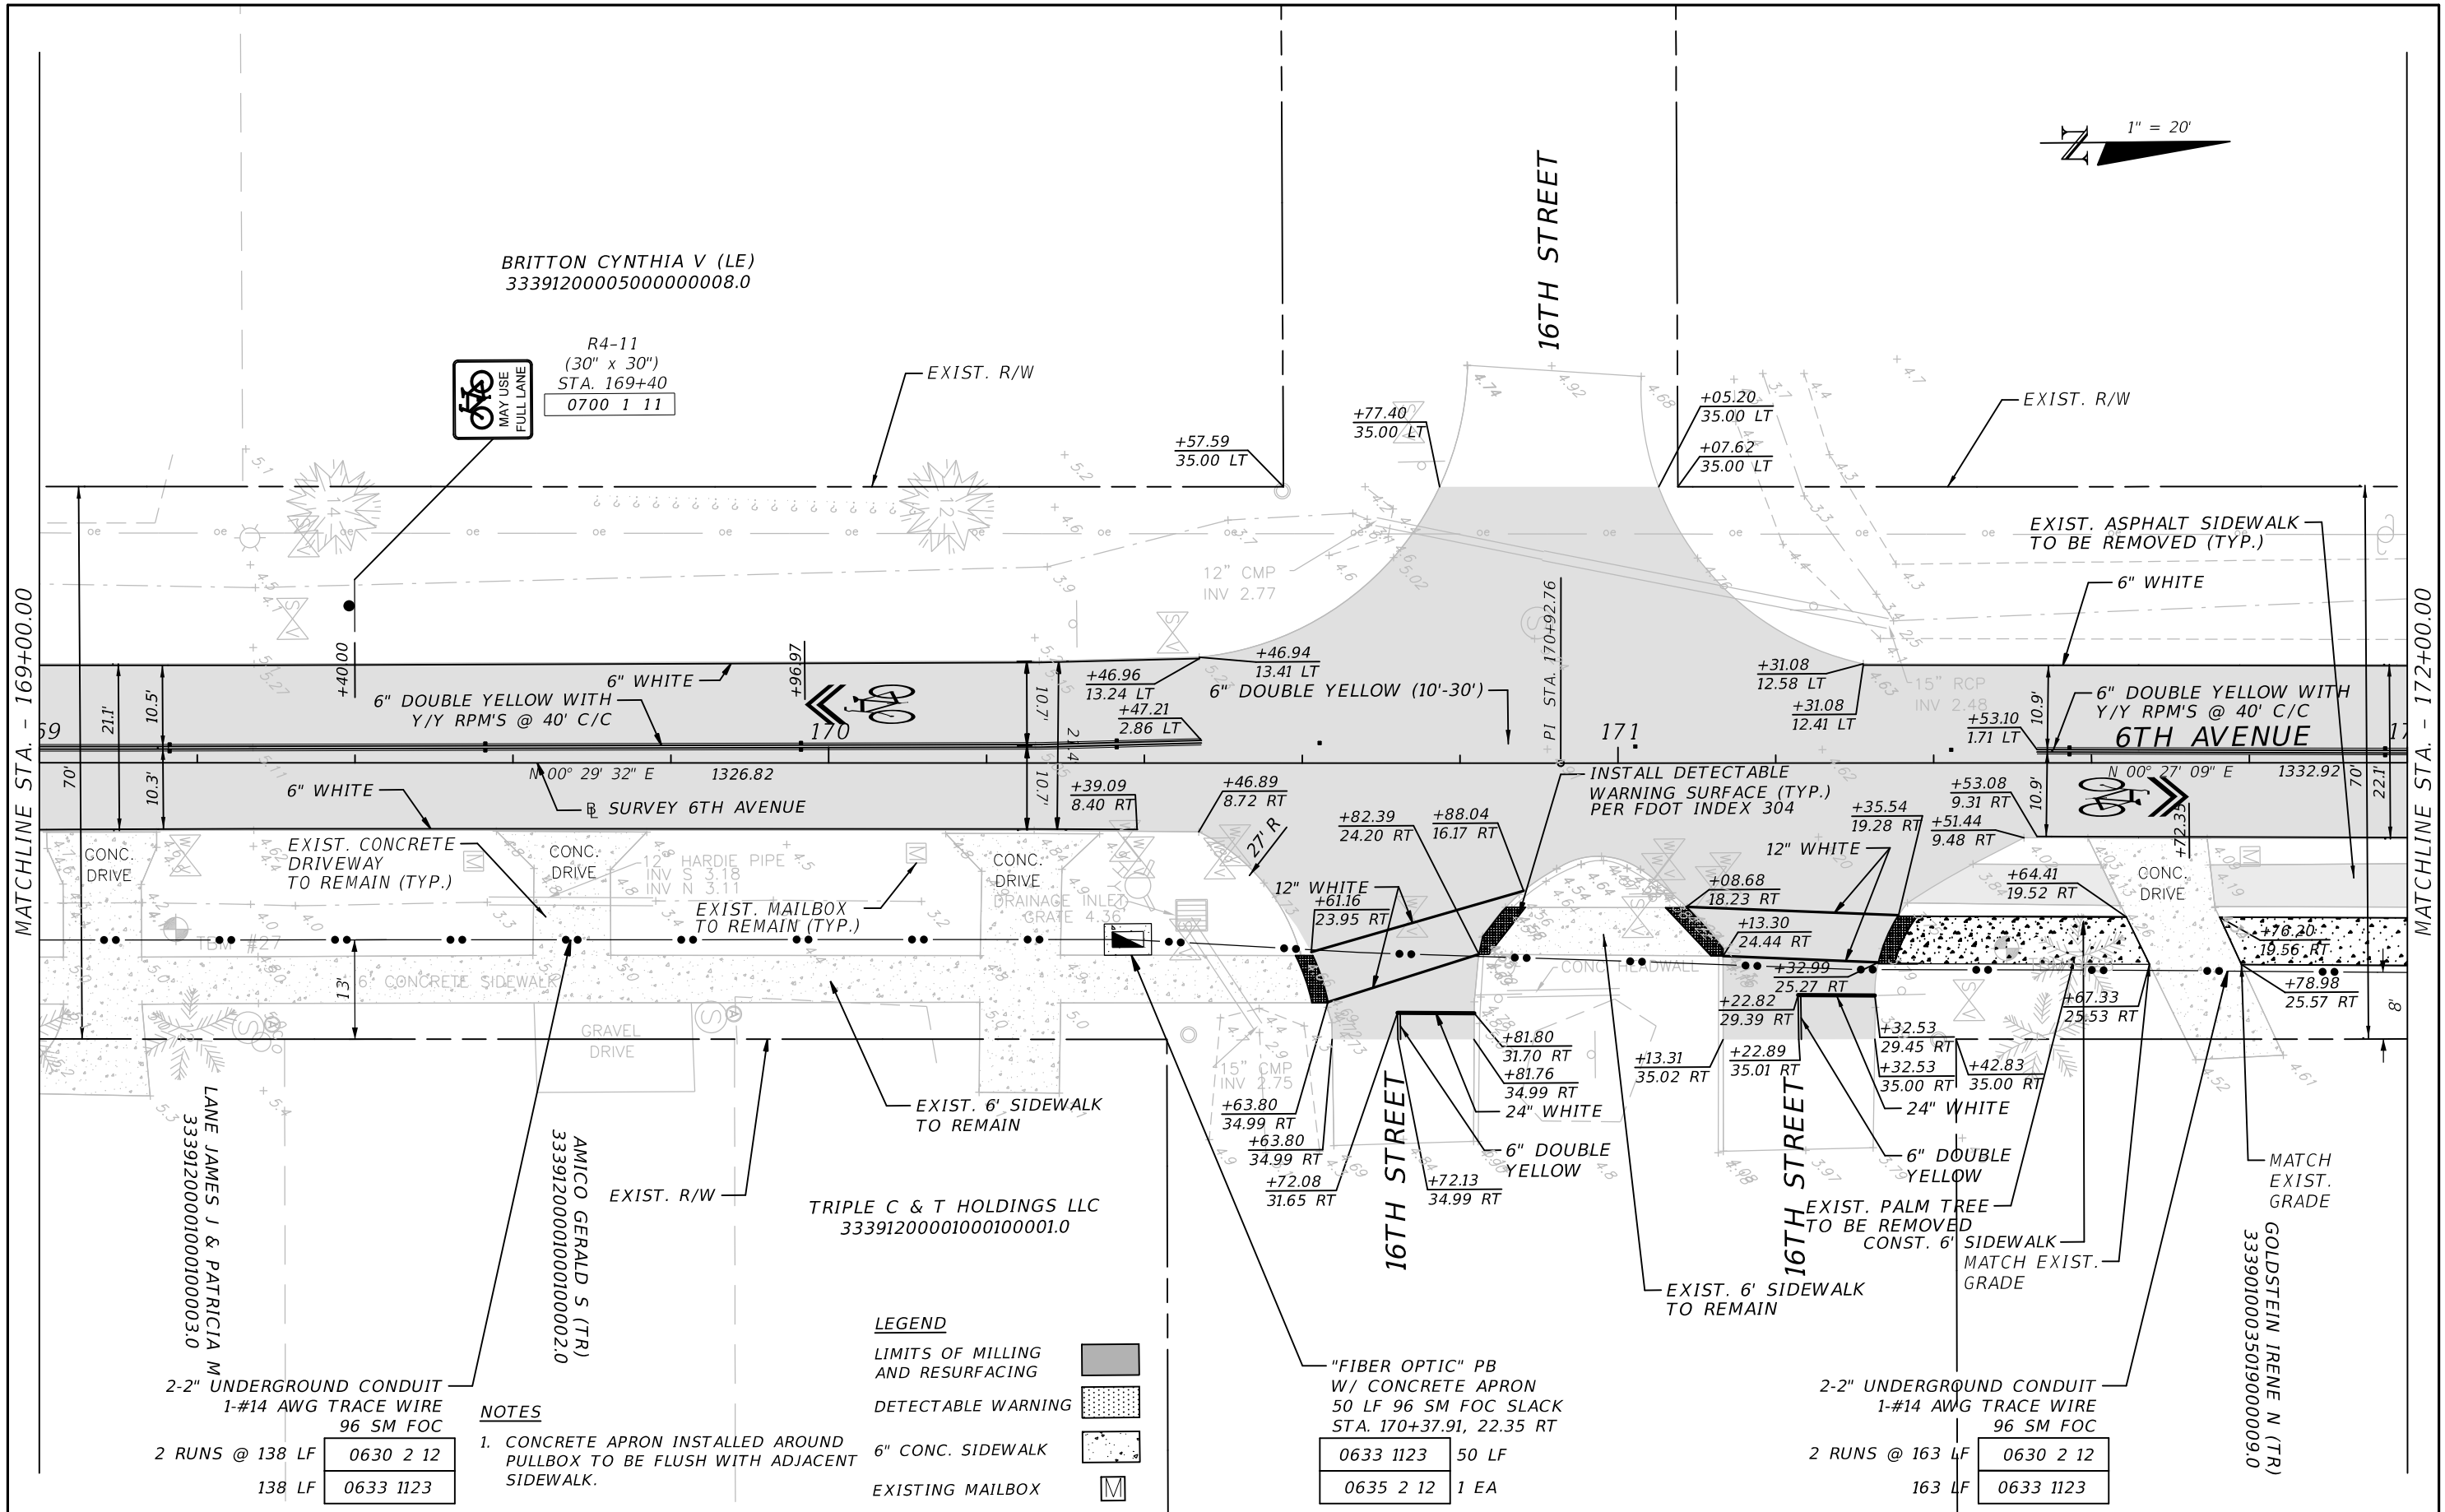 1" = 20'
N
16TH STREET
BRITTON CYNTHIA V (LE)
33391200005000000008.0
R4-11
(30" x 30")
STA. 169+40
0700 1 11
MAY USE
FULL LANE
EXIST. R/W
EXIST. R/W
+57.59
35.00 LT
+77.40
35.00 LT
+05.20
35.00 LT
+07.62
35.00 LT
EXIST. ASPHALT SIDEWALK
TO BE REMOVED (TYP.)
6" WHITE
12" CMP
INV 2.77
MATCHLINE STA. - 169+00.00
MATCHLINE STA. - 172+00.00
70'
21.1'
10.5'
10.3'
+40.00
6" WHITE
6" DOUBLE YELLOW WITH
Y/Y RPM'S @ 40' C/C
+96.97
10.7'
10.7'
21.4'
+46.96
13.24 LT
+46.94
13.41 LT
+47.21
2.86 LT
6" DOUBLE YELLOW (10'-30')
PI STA. 170+92.76
+31.08
12.58 LT
+31.08
12.41 LT
15" RCP
INV 2.48
+53.10
1.71 LT
10.9'
10.9'
6" DOUBLE YELLOW WITH
Y/Y RPM'S @ 40' C/C
6TH AVENUE
69
170
171
17
N 00° 29' 32" E
1326.82
N 00° 27' 09" E
1332.92
70'
22.1'
6" WHITE
℄ SURVEY 6TH AVENUE
+39.09
8.40 RT
+46.89
8.72 RT
INSTALL DETECTABLE
WARNING SURFACE (TYP.)
PER FDOT INDEX 304
27' R
+82.39
24.20 RT
+88.04
16.17 RT
+35.54
19.28 RT
+53.08
9.31 RT
+51.44
9.48 RT
+72.35
CONC.
DRIVE
EXIST. CONCRETE
DRIVEWAY
TO REMAIN (TYP.)
CONC.
DRIVE
12" HARDIE PIPE
INV S 3.18
INV N 3.11
EXIST. MAILBOX
TO REMAIN (TYP.)
CONC.
DRIVE
DRAINAGE INLET
GRATE 4.36
12" WHITE
+61.16
23.95 RT
12" WHITE
+08.68
18.23 RT
+13.30
24.44 RT
+64.41
19.52 RT
CONC.
DRIVE
+76.20
19.56 RT
TBM #27
6' CONCRETE SIDEWALK
13'
CONC HEADWALL
+32.99
25.27 RT
+22.82
29.39 RT
+67.33
25.53 RT
+78.98
25.57 RT
8'
GRAVEL
DRIVE
15" CMP
INV 2.75
+81.80
31.70 RT
+81.76
34.99 RT
24" WHITE
+13.31
35.02 RT
+22.89
35.01 RT
+32.53
29.45 RT
+32.53
35.00 RT
+42.83
35.00 RT
24" WHITE
EXIST. 6' SIDEWALK
TO REMAIN
+63.80
34.99 RT
+63.80
34.99 RT
+72.08
31.65 RT
+72.13
34.99 RT
6" DOUBLE
YELLOW
6" DOUBLE
YELLOW
16TH STREET
16TH STREET
EXIST. PALM TREE
TO BE REMOVED
CONST. 6' SIDEWALK
MATCH EXIST.
GRADE
MATCH
EXIST.
GRADE
LANE JAMES J & PATRICIA M
AMICO GERALD S (TR)
EXIST. R/W
TRIPLE C & T HOLDINGS LLC
33391200001000100001.0
GOLDSTEIN IRENE N (TR)
EXIST. 6' SIDEWALK
TO REMAIN
2-2" UNDERGROUND CONDUIT
1-#14 AWG TRACE WIRE
96 SM FOC
2 RUNS @ 138 LF 0630 2 12
138 LF 0633 1123
NOTES
1. CONCRETE APRON INSTALLED AROUND
PULLBOX TO BE FLUSH WITH ADJACENT
SIDEWALK.
LEGEND
LIMITS OF MILLING
AND RESURFACING
DETECTABLE WARNING
6" CONC. SIDEWALK
EXISTING MAILBOX M
"FIBER OPTIC" PB
W/ CONCRETE APRON
50 LF 96 SM FOC SLACK
STA. 170+37.91, 22.35 RT
0633 1123 50 LF
0635 2 12 1 EA
2-2" UNDERGROUND CONDUIT
1-#14 AWG TRACE WIRE
96 SM FOC
2 RUNS @ 163 LF 0630 2 12
163 LF 0633 1123